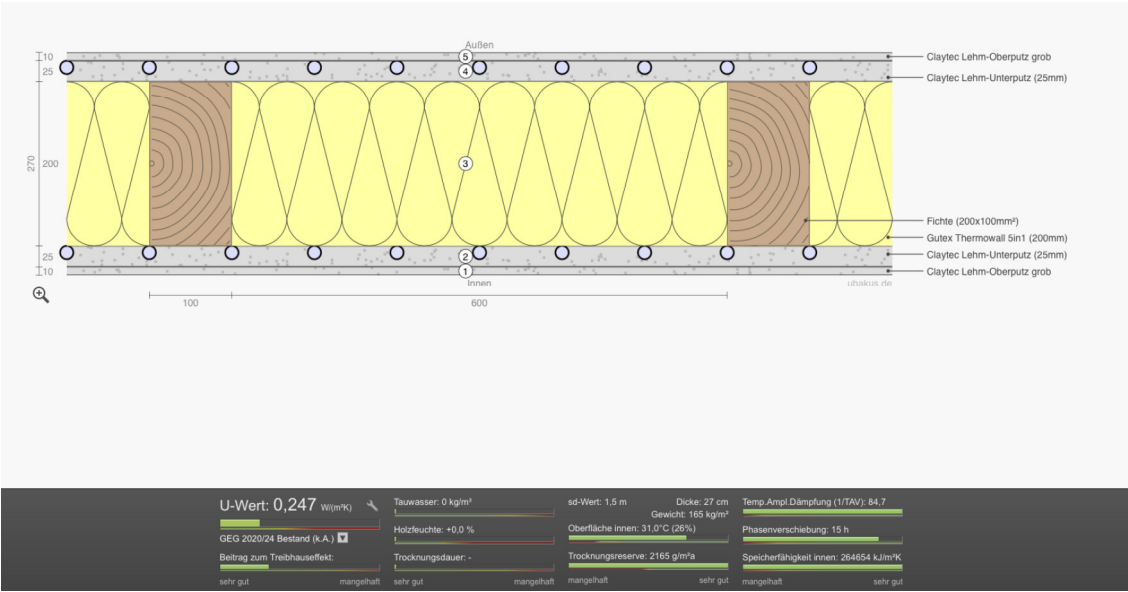 Außen
10
5
Claytec Lehm-Oberputz grob
25
4
Claytec Lehm-Unterputz (25mm)
270
200
3
Fichte (200x100mm²)
Gutex Thermowall 5in1 (200mm)
25
2
Claytec Lehm-Unterputz (25mm)
10
1
Claytec Lehm-Oberputz grob
Innen
ubakus.de
100
600
U-Wert: 0,247 W/(m²K)
GEG 2020/24 Bestand (k.A.)
Beitrag zum Treibhauseffekt:
sehr gut mangelhaft
Tauwasser: 0 kg/m²
Holzfeuchte: +0,0 %
Trocknungsdauer: -
sehr gut mangelhaft
sd-Wert: 1,5 m Dicke: 27 cm
Gewicht: 165 kg/m²
Oberfläche innen: 31,0°C (26%)
Trocknungsreserve: 2165 g/m²a
mangelhaft sehr gut
Temp.Ampl.Dämpfung (1/TAV): 84,7
Phasenverschiebung: 15 h
Speicherfähigkeit innen: 264654 kJ/m²K
mangelhaft sehr gut